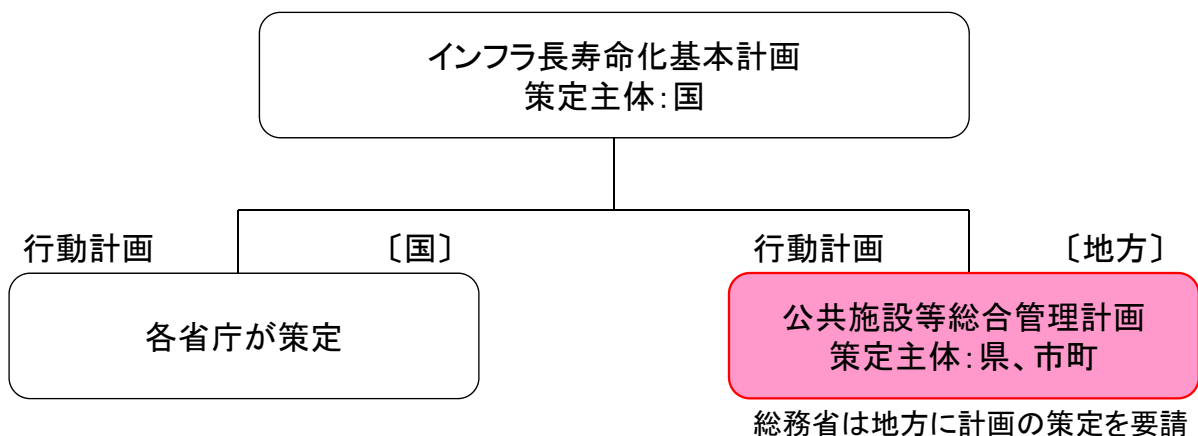 インフラ長寿命化基本計画
策定主体：国
行動計画 〔国〕
各省庁が策定
行動計画 〔地方〕
公共施設等総合管理計画
策定主体：県、市町
総務省は地方に計画の策定を要請